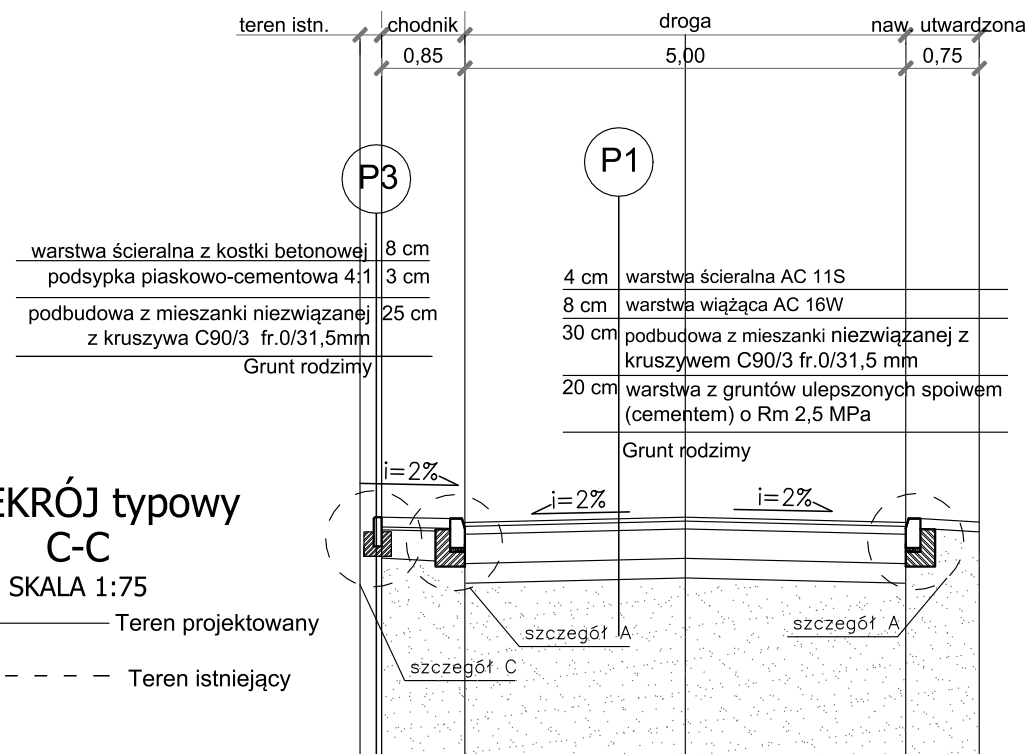 teren istn. chodnik droga naw. utwardzona
0,85 5,00 0,75
P3 P1
warstwa ścieralna z kostki betonowej 8 cm
podsypka piaskowo-cementowa 4:1 3 cm
podbudowa z mieszanki niezwiązanej 25 cm
z kruszywa C90/3 fr.0/31,5mm
Grunt rodzimy
4 cm warstwa ścieralna AC 11S
8 cm warstwa wiążąca AC 16W
30 cm podbudowa z mieszanki niezwiązanej z
kruszywem C90/3 fr.0/31,5 mm
20 cm warstwa z gruntów ulepszonych spoiwem
(cementem) o Rm 2,5 MPa
Grunt rodzimy
i=2%
i=2% i=2%
EKRÓJ typowy
C-C
SKALA 1:75
Teren projektowany
Teren istniejący
szczegół A szczegół A
szczegół C